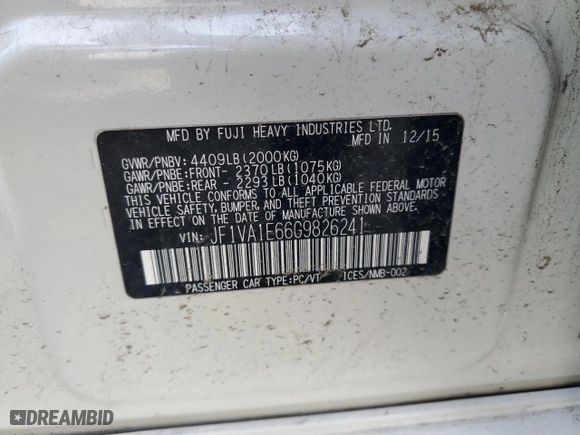 MFD BY FUJI HEAVY INDUSTRIES LTD.
MFD IN 12/15
GVWR/PNBV: 4409LB(2000KG)
GAWR/PNBE:FRONT- 2370LB(1075KG)
GAWR/PNBE:REAR - 2293LB(1040KG)
THIS VEHICLE CONFORMS TO ALL APPLICABLE FEDERAL MOTOR
VEHICLE SAFETY, BUMPER, AND THEFT PREVENTION STANDARDS
IN EFFECT ON THE DATE OF MANUFACTURE SHOWN ABOVE.
VIN: JF1VA1E66G9826241
PASSENGER CAR TYPE:PC/VT ICES/NMB-002
DREAMBID